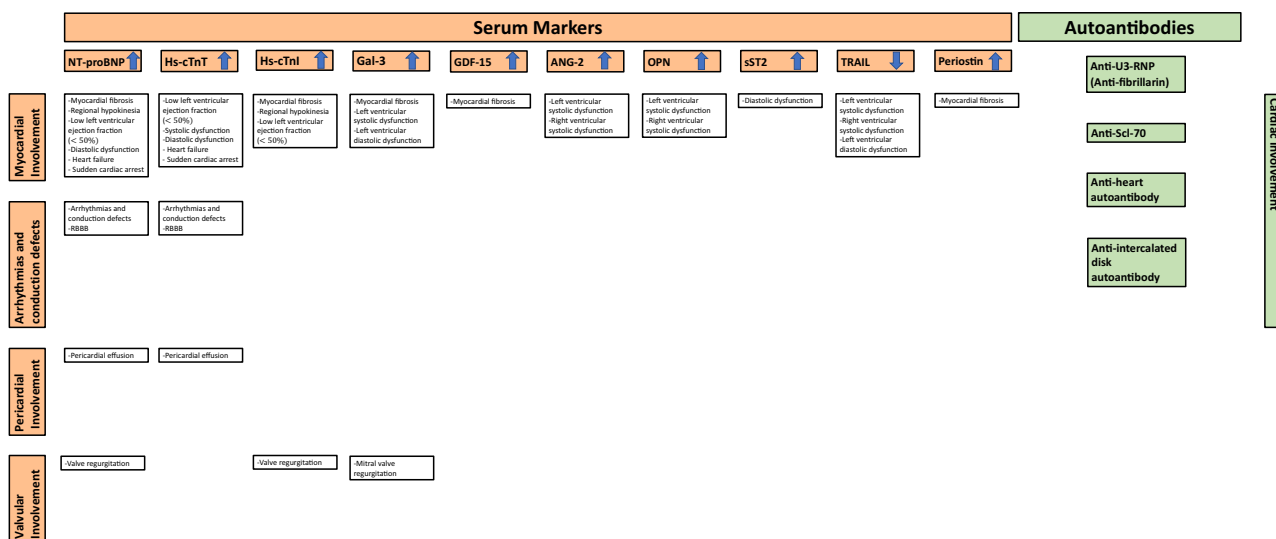 Serum Markers
Autoantibodies
NT-proBNP
Hs-cTnT
Hs-cTnI
Gal-3
GDF-15
ANG-2
OPN
sST2
TRAIL
Periostin
Myocardial
Involvement
-Myocardial fibrosis
-Regional hypokinesia
-Low left ventricular
ejection fraction
(< 50%)
-Diastolic dysfunction
- Heart failure
- Sudden cardiac arrest
-Low left ventricular
ejection fraction
(< 50%)
-Systolic dysfunction
-Diastolic dysfunction
- Heart failure
- Sudden cardiac arrest
-Myocardial fibrosis
-Regional hypokinesia
-Low left ventricular
ejection fraction
(< 50%)
-Myocardial fibrosis
-Left ventricular
systolic dysfunction
-Left ventricular
diastolic dysfunction
-Myocardial fibrosis
-Left ventricular
systolic dysfunction
-Right ventricular
systolic dysfunction
-Left ventricular
systolic dysfunction
-Right ventricular
systolic dysfunction
-Diastolic dysfunction
-Left ventricular
systolic dysfunction
-Right ventricular
systolic dysfunction
-Left ventricular
diastolic dysfunction
-Myocardial fibrosis
Arrhythmias and
conduction defects
-Arrhythmias and
conduction defects
-RBBB
-Arrhythmias and
conduction defects
-RBBB
Pericardial
Involvement
-Pericardial effusion
-Pericardial effusion
Valvular
Involvement
-Valve regurgitation
-Valve regurgitation
-Mitral valve
regurgitation
Anti-U3-RNP
(Anti-fibrillarin)
Anti-Scl-70
Anti-heart
autoantibody
Anti-intercalated
disk
autoantibody
Cardiac involvement